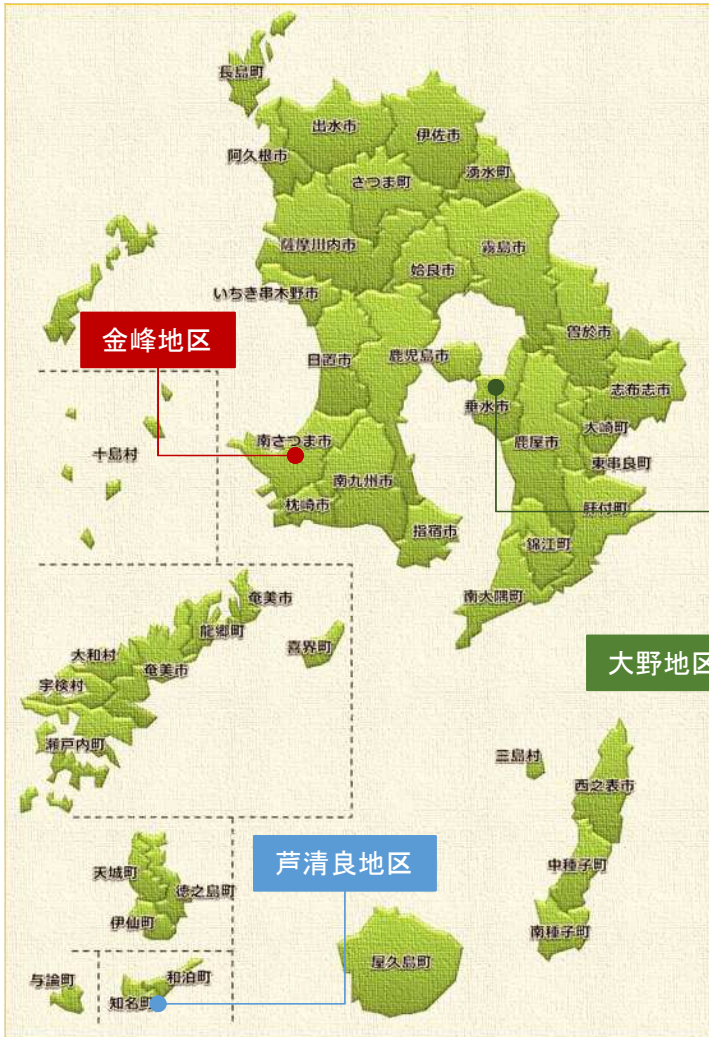 長島町
出水市
伊佐市
阿久根市
湧水町
さつま町
薩摩川内市
霧島市
姶良市
いちき串木野市
金峰地区
日置市
鹿児島市
曽於市
志布志市
垂水市
大崎町
十島村
南さつま市
鹿屋市
東串良町
南九州市
枕崎市
肝付町
指宿市
錦江町
南大隅町
奄美市
龍郷町
喜界町
大和村
奄美市
宇検村
大野地区
瀬戸内町
三島村
西之表市
芦清良地区
中種子町
天城町
徳之島町
伊仙町
南種子町
屋久島町
与論町
和泊町
知名町